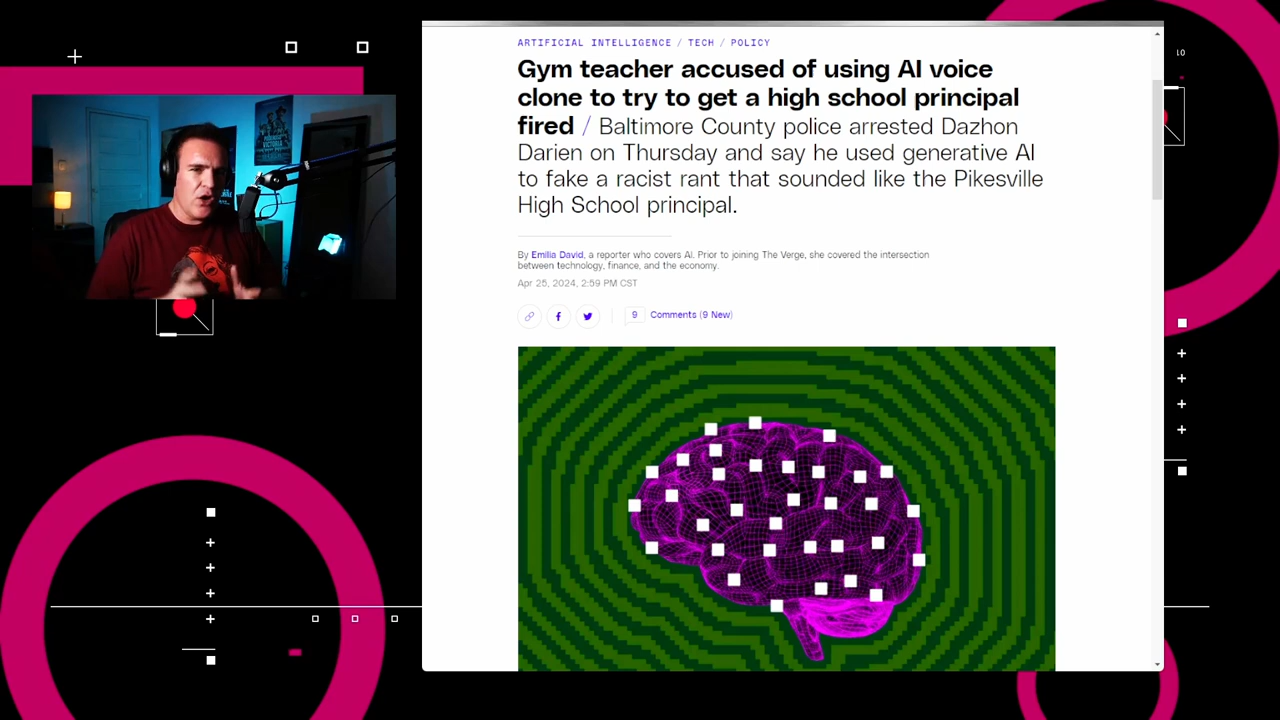 ARTIFICIAL INTELLIGENCE / TECH / POLICY
Gym teacher accused of using AI voice
clone to try to get a high school principal
fired / Baltimore County police arrested Dazhon
Darien on Thursday and say he used generative AI
to fake a racist rant that sounded like the Pikesville
High School principal.
By Emilia David, a reporter who covers AI. Prior to joining The Verge, she covered the intersection
between technology, finance, and the economy.
Apr 25, 2024, 2:59 PM CST
9 Comments (9 New)
10